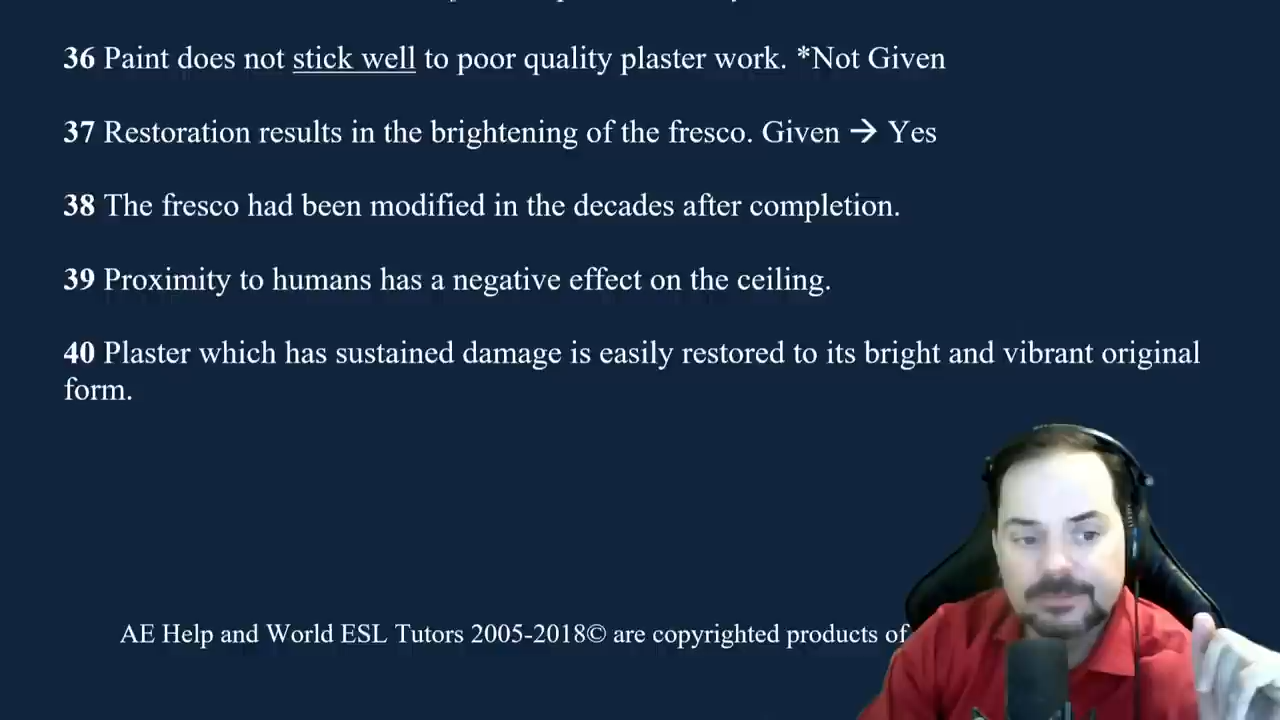 36 Paint does not stick well to poor quality plaster work. *Not Given
37 Restoration results in the brightening of the fresco. Given → Yes
38 The fresco had been modified in the decades after completion.
39 Proximity to humans has a negative effect on the ceiling.
40 Plaster which has sustained damage is easily restored to its bright and vibrant original
form.
AE Help and World ESL Tutors 2005-2018© are copyrighted products of